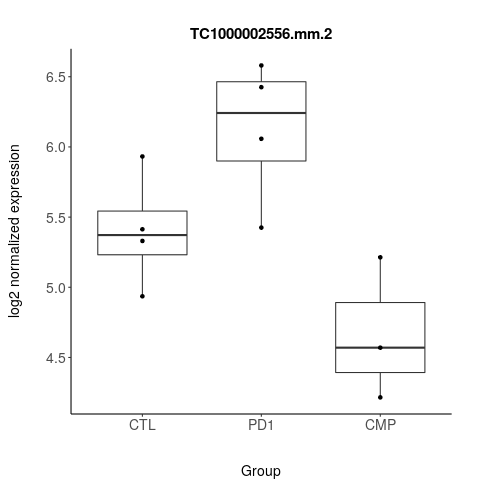 TC1000002556.mm.2
log2 normalized expression
6.5
6.0
5.5
5.0
4.5
CTL PD1 CMP
Group